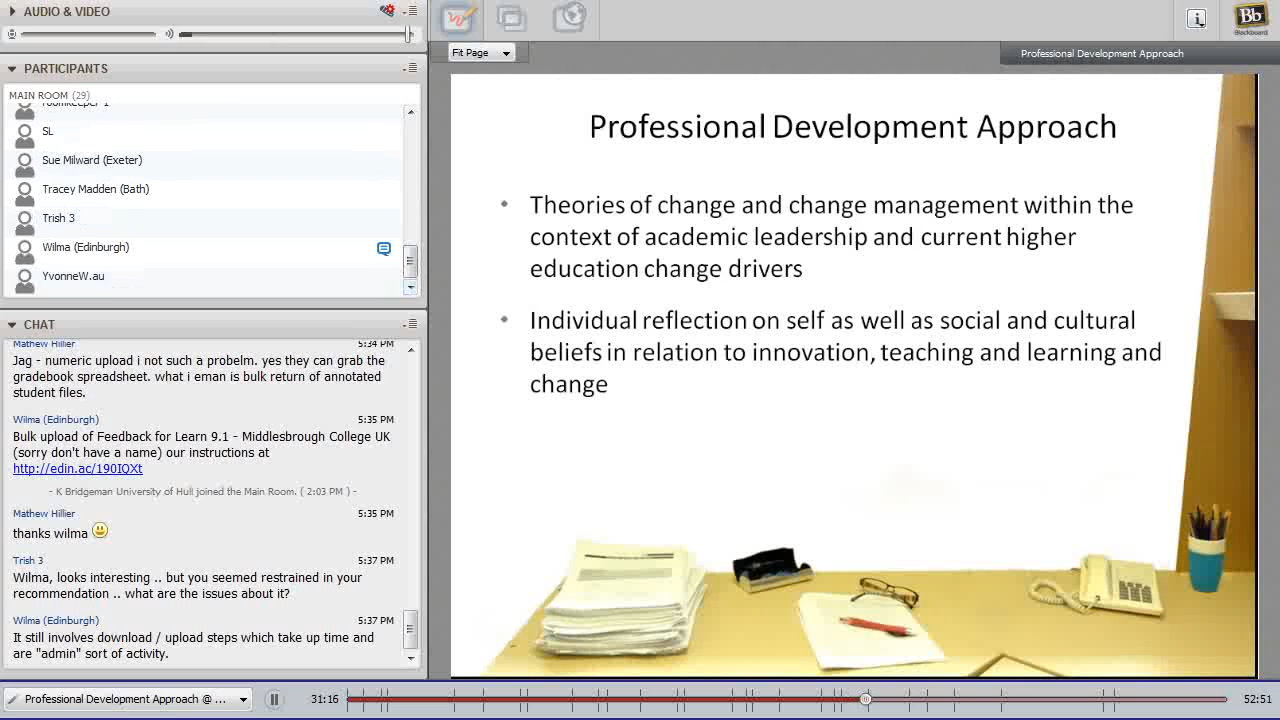 AUDIO & VIDEO
PARTICIPANTS
MAIN ROOM (29)
roomkeeper 1
SL
Sue Milward (Exeter)
Tracey Madden (Bath)
Trish 3
Wilma (Edinburgh)
YvonneW.au
CHAT
Mathew Hillier 5:34 PM
Jag - numeric upload i not such a probelm. yes they can grab the
gradebook spreadsheet. what i eman is bulk return of annotated
student files.
Wilma (Edinburgh) 5:35 PM
Bulk upload of Feedback for Learn 9.1 - Middlesbrough College UK
(sorry don't have a name) our instructions at
http://edin.ac/190IQXt
- K Bridgeman University of Hull joined the Main Room. ( 2:03 PM ) -
Mathew Hillier 5:35 PM
thanks wilma
Trish 3 5:37 PM
Wilma, looks interesting .. but you seemed restrained in your
recommendation .. what are the issues about it?
Wilma (Edinburgh) 5:37 PM
It still involves download / upload steps which take up time and
are "admin" sort of activity.
Fit Page
i
Bb
Blackboard
Professional Development Approach
Professional Development Approach
• Theories of change and change management within the
context of academic leadership and current higher
education change drivers
• Individual reflection on self as well as social and cultural
beliefs in relation to innovation, teaching and learning and
change
Professional Development Approach @ ...
31:16
52:51